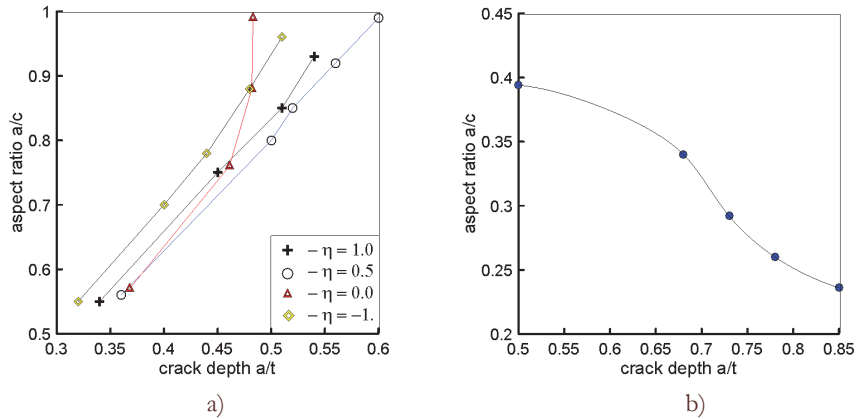 1
0.9
0.8
0.7
0.6
0.5
aspect ratio a/c
0.3 0.35 0.4 0.45 0.5 0.55 0.6
crack depth a/t
– η = 1.0
– η = 0.5
– η = 0.0
– η = –1.
a)
0.45
0.4
0.35
0.3
0.25
0.2
aspect ratio a/c
0.5 0.55 0.6 0.65 0.7 0.75 0.8 0.85
crack depth a/t
b)